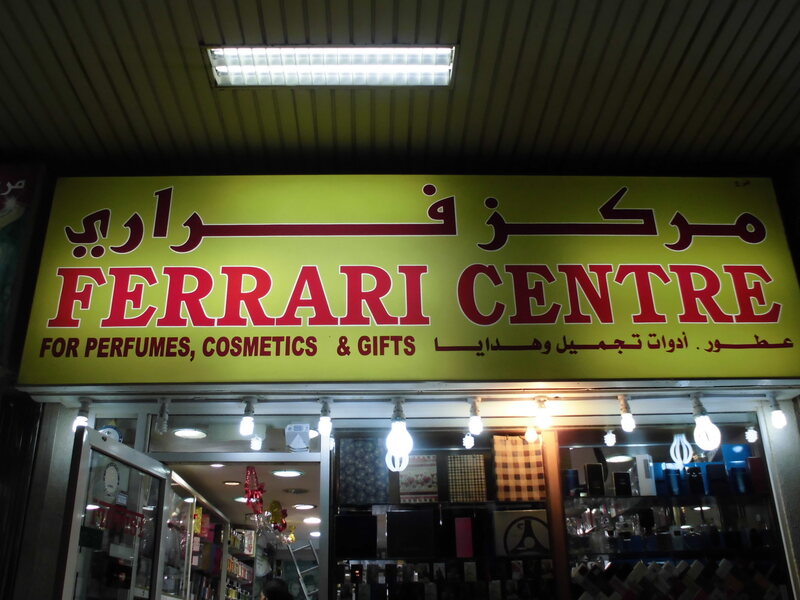 مركز فراري
FERRARI CENTRE
FOR PERFUMES, COSMETICS & GIFTS عطور. أدوات تجميل وهدايا